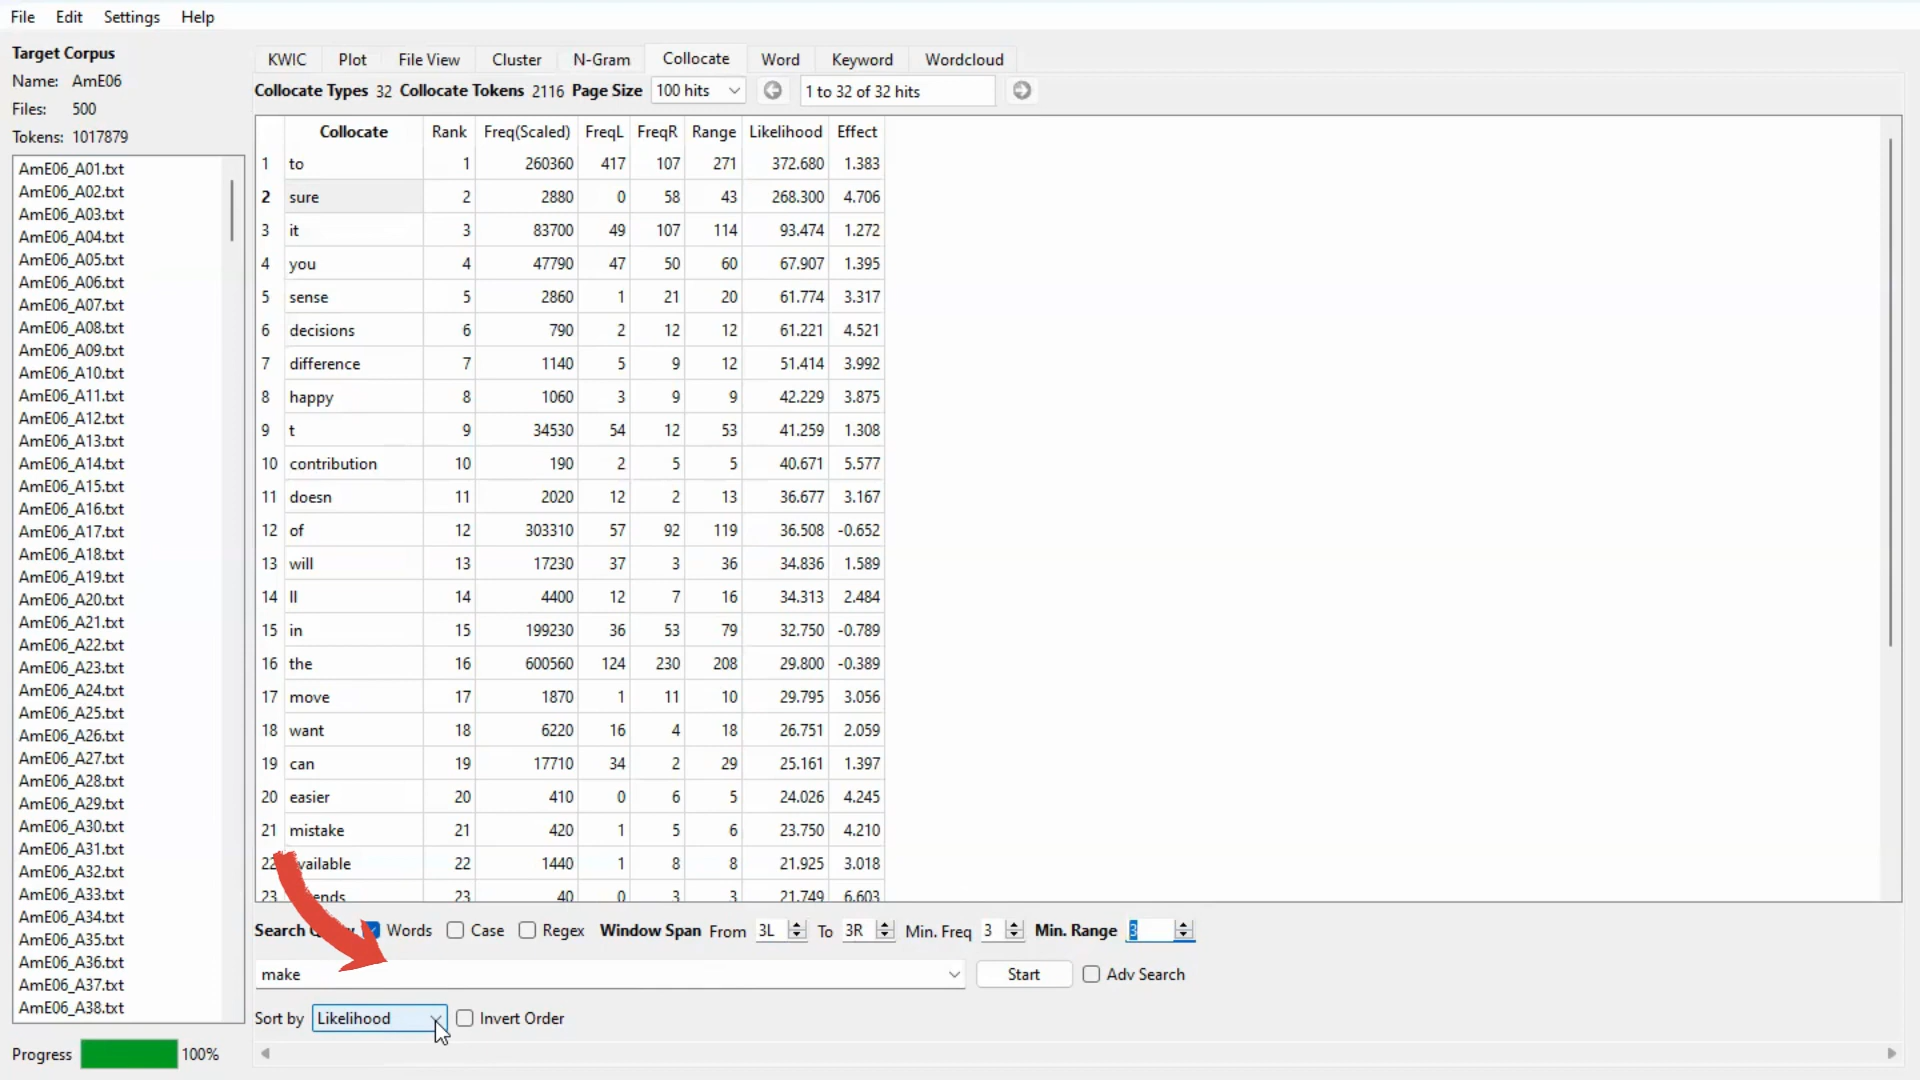 File Edit Settings Help
Target Corpus
Name: AmE06
Files: 500
Tokens: 1017879
AmE06_A01.txt
AmE06_A02.txt
AmE06_A03.txt
AmE06_A04.txt
AmE06_A05.txt
AmE06_A06.txt
AmE06_A07.txt
AmE06_A08.txt
AmE06_A09.txt
AmE06_A10.txt
AmE06_A11.txt
AmE06_A12.txt
AmE06_A13.txt
AmE06_A14.txt
AmE06_A15.txt
AmE06_A16.txt
AmE06_A17.txt
AmE06_A18.txt
AmE06_A19.txt
AmE06_A20.txt
AmE06_A21.txt
AmE06_A22.txt
AmE06_A23.txt
AmE06_A24.txt
AmE06_A25.txt
AmE06_A26.txt
AmE06_A27.txt
AmE06_A28.txt
AmE06_A29.txt
AmE06_A30.txt
AmE06_A31.txt
AmE06_A32.txt
AmE06_A33.txt
AmE06_A34.txt
AmE06_A35.txt
AmE06_A36.txt
AmE06_A37.txt
AmE06_A38.txt
Progress 100%
KWIC Plot File View Cluster N-Gram Collocate Word Keyword Wordcloud
Collocate Types 32 Collocate Tokens 2116 Page Size 100 hits 1 to 32 of 32 hits
Collocate Rank Freq(Scaled) FreqL FreqR Range Likelihood Effect
1 to 1 260360 417 107 271 372.680 1.383
2 sure 2 2880 0 58 43 268.300 4.706
3 it 3 83700 49 107 114 93.474 1.272
4 you 4 47790 47 50 60 67.907 1.395
5 sense 5 2860 1 21 20 61.774 3.317
6 decisions 6 790 2 12 12 61.221 4.521
7 difference 7 1140 5 9 12 51.414 3.992
8 happy 8 1060 3 9 9 42.229 3.875
9 t 9 34530 54 12 53 41.259 1.308
10 contribution 10 190 2 5 5 40.671 5.577
11 doesn 11 2020 12 2 13 36.677 3.167
12 of 12 303310 57 92 119 36.508 -0.652
13 will 13 17230 37 3 36 34.836 1.589
14 ll 14 4400 12 7 16 34.313 2.484
15 in 15 199230 36 53 79 32.750 -0.789
16 the 16 600560 124 230 208 29.800 -0.389
17 move 17 1870 1 11 10 29.795 3.056
18 want 18 6220 16 4 18 26.751 2.059
19 can 19 17710 34 2 29 25.161 1.397
20 easier 20 410 0 6 5 24.026 4.245
21 mistake 21 420 1 5 6 23.750 4.210
22 available 22 1440 1 8 8 21.925 3.018
23 23 40 0 3 3 21.749 6.603
Search Query Words Case Regex Window Span From 3L To 3R Min. Freq 3 Min. Range 3
make Start Adv Search
Sort by Likelihood Invert Order